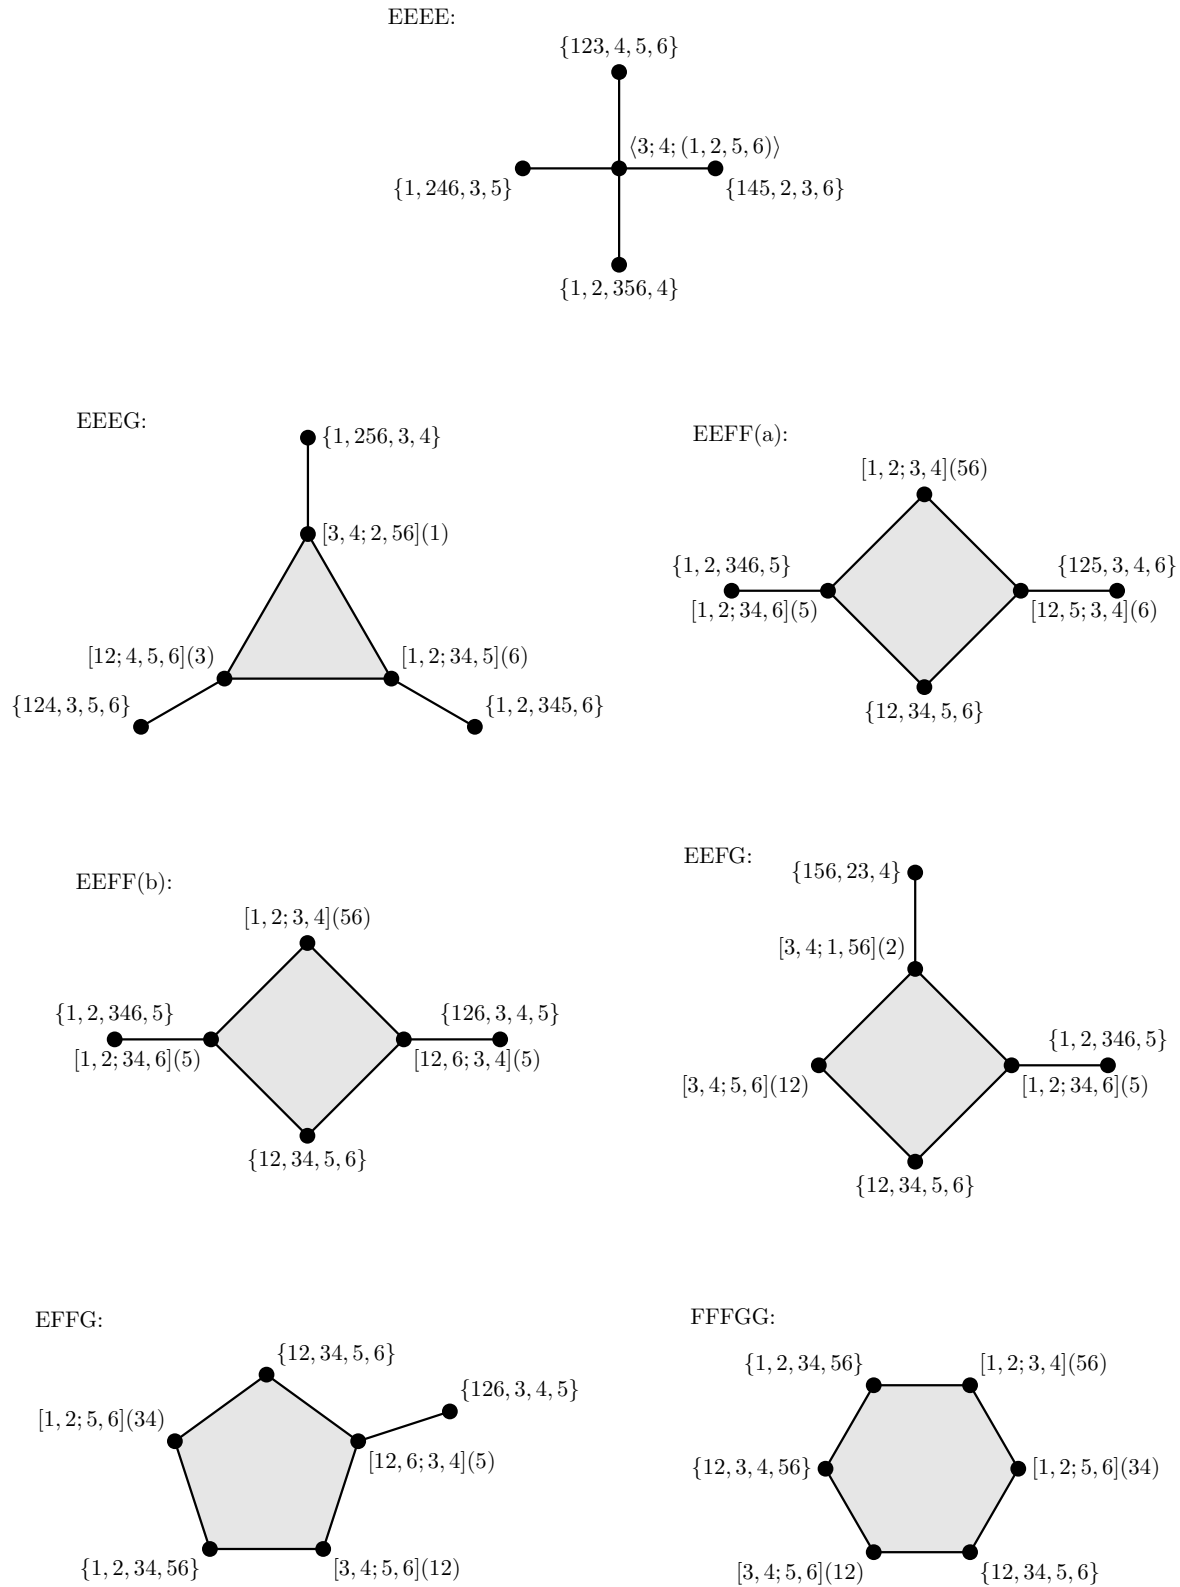 EEEE:
{123, 4, 5, 6}
⟨3; 4; (1, 2, 5, 6)⟩
{1, 246, 3, 5}
{145, 2, 3, 6}
{1, 2, 356, 4}
EEEG:
{1, 256, 3, 4}
[3, 4; 2, 56](1)
[12; 4, 5, 6](3)
[1, 2; 34, 5](6)
{124, 3, 5, 6}
{1, 2, 345, 6}
EEFF(a):
[1, 2; 3, 4](56)
{1, 2, 346, 5}
{125, 3, 4, 6}
[1, 2; 34, 6](5)
[12, 5; 3, 4](6)
{12, 34, 5, 6}
EEFF(b):
[1, 2; 3, 4](56)
{1, 2, 346, 5}
{126, 3, 4, 5}
[1, 2; 34, 6](5)
[12, 6; 3, 4](5)
{12, 34, 5, 6}
EEFG:
{156, 23, 4}
[3, 4; 1, 56](2)
{1, 2, 346, 5}
[3, 4; 5, 6](12)
[1, 2; 34, 6](5)
{12, 34, 5, 6}
EFFG:
{12, 34, 5, 6}
{126, 3, 4, 5}
[1, 2; 5, 6](34)
[12, 6; 3, 4](5)
{1, 2, 34, 56}
[3, 4; 5, 6](12)
FFFGG:
{1, 2, 34, 56}
[1, 2; 3, 4](56)
{12, 3, 4, 56}
[1, 2; 5, 6](34)
[3, 4; 5, 6](12)
{12, 34, 5, 6}